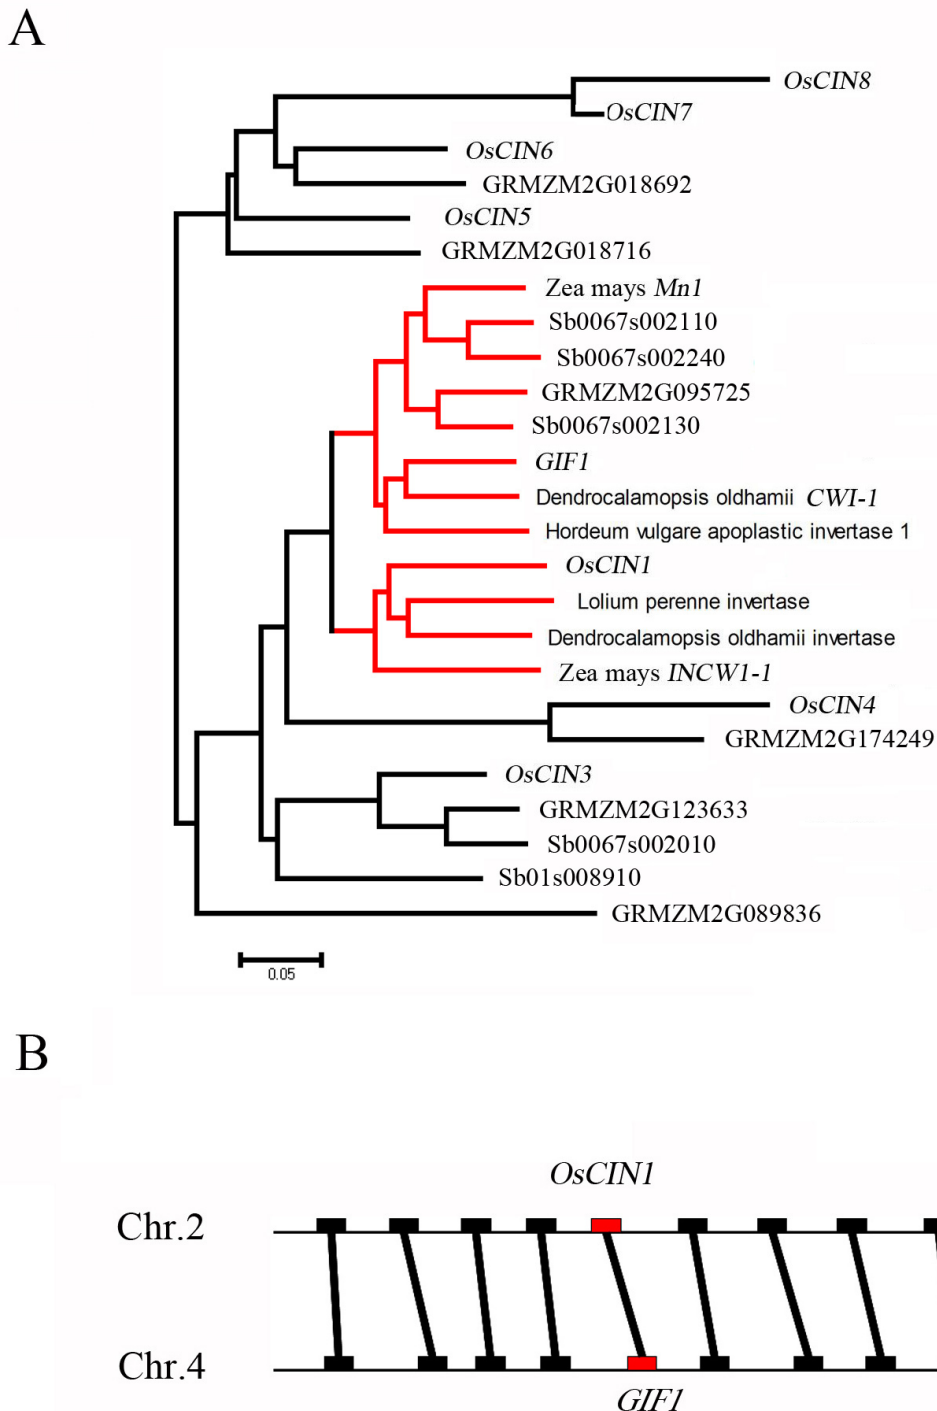 A
OsCIN8
OsCIN7
OsCIN6
GRMZM2G018692
OsCIN5
GRMZM2G018716
Zea mays Mn1
Sb0067s002110
Sb0067s002240
GRMZM2G095725
Sb0067s002130
GIF1
Dendrocalamopsis oldhamii CWI-1
Hordeum vulgare apoplastic invertase 1
OsCIN1
Lolium perenne invertase
Dendrocalamopsis oldhamii invertase
Zea mays INCW1-1
OsCIN4
GRMZM2G174249
OsCIN3
GRMZM2G123633
Sb0067s002010
Sb01s008910
GRMZM2G089836
0.05
B
OsCIN1
Chr.2
Chr.4
GIF1